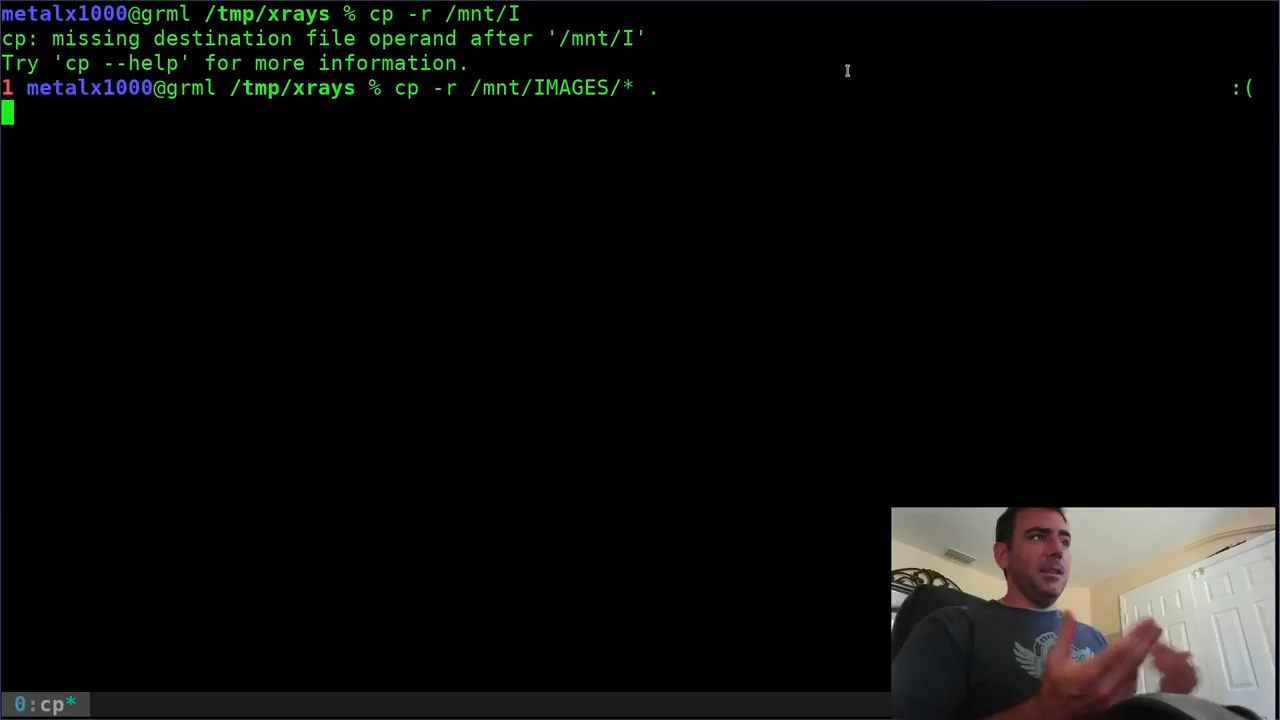 metalx1000@grml /tmp/xrays % cp -r /mnt/I
cp: missing destination file operand after '/mnt/I'
Try 'cp --help' for more information.
1 metalx1000@grml /tmp/xrays % cp -r /mnt/IMAGES/* . :(
0:cp*